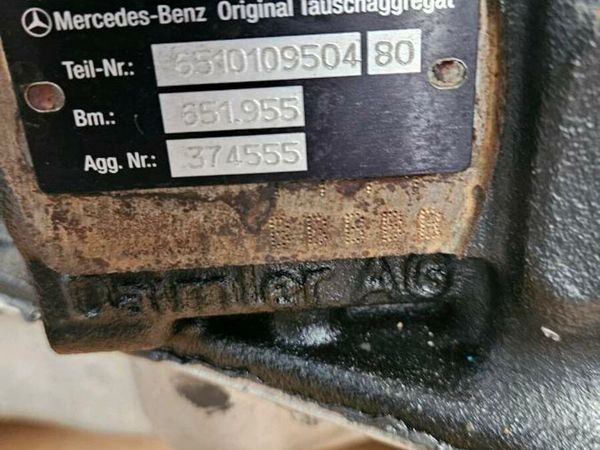 Mercedes-Benz Original Tauschaggregat
Teil-Nr.: 6510109504 80
Bm.: 651.955
Agg. Nr.: 374555
Daimler AG